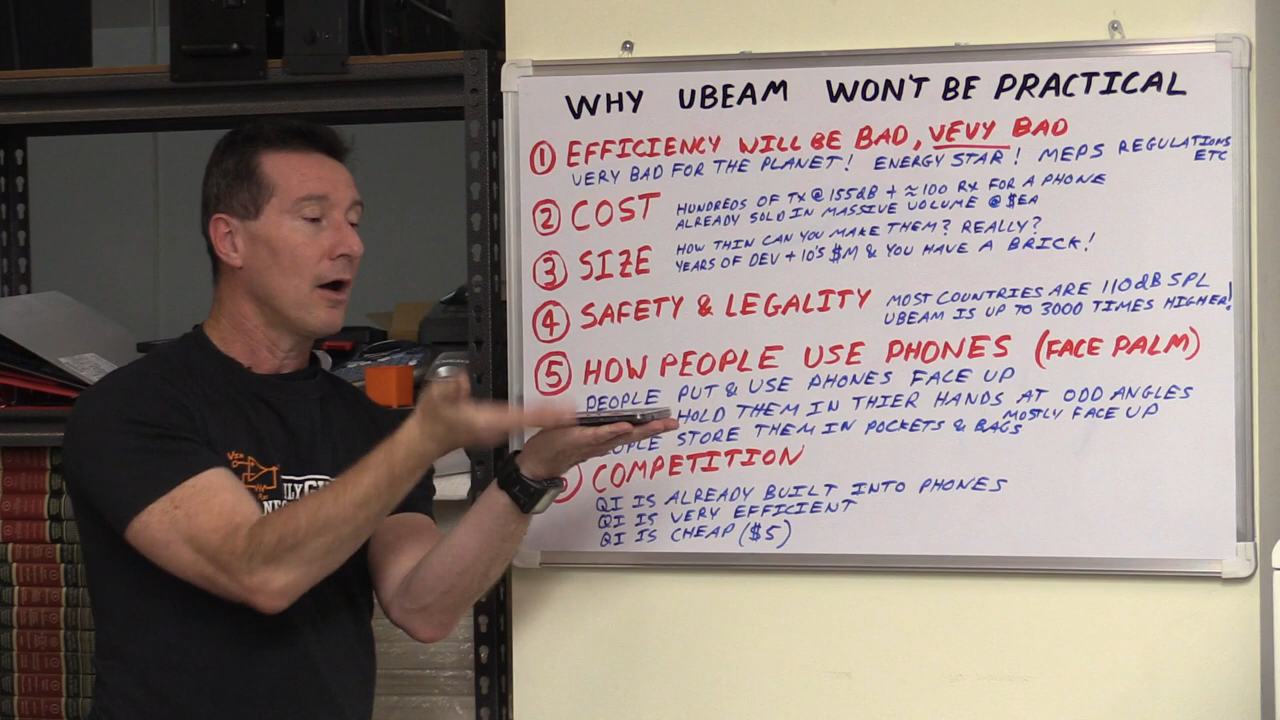 WHY UBEAM WON'T BE PRACTICAL
① EFFICIENCY WILL BE BAD, VEVY BAD
VERY BAD FOR THE PLANET! ENERGY STAR! MEPS REGULATIONS
ETC
② COST
HUNDREDS OF TX @ 155dB + ≈100 RX FOR A PHONE
ALREADY SOLD IN MASSIVE VOLUME @ $EA
③ SIZE
HOW THIN CAN YOU MAKE THEM? REALLY?
YEARS OF DEV + 10'S $M & YOU HAVE A BRICK!
④ SAFETY & LEGALITY
MOST COUNTRIES ARE 110dB SPL
UBEAM IS UP TO 3000 TIMES HIGHER!
⑤ HOW PEOPLE USE PHONES (FACE PALM)
PEOPLE PUT & USE PHONES FACE UP
HOLD THEM IN THIER HANDS AT ODD ANGLES
MOSTLY FACE UP
STORE THEM IN POCKETS & BAGS
COMPETITION
QI IS ALREADY BUILT INTO PHONES
QI IS VERY EFFICIENT
QI IS CHEAP ($5)